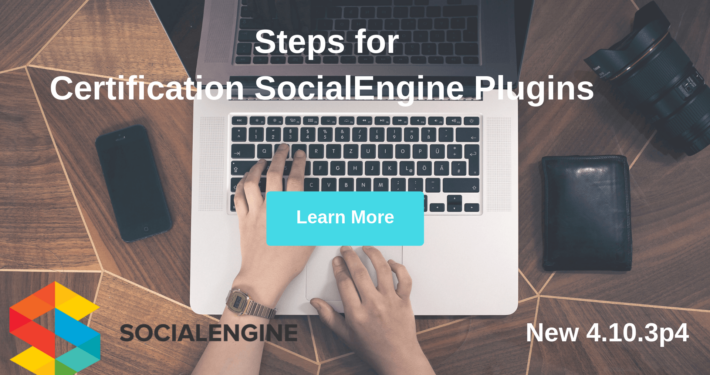 Steps for
Certification SocialEngine Plugins
Learn More
SOCIALENGINE
New 4.10.3p4